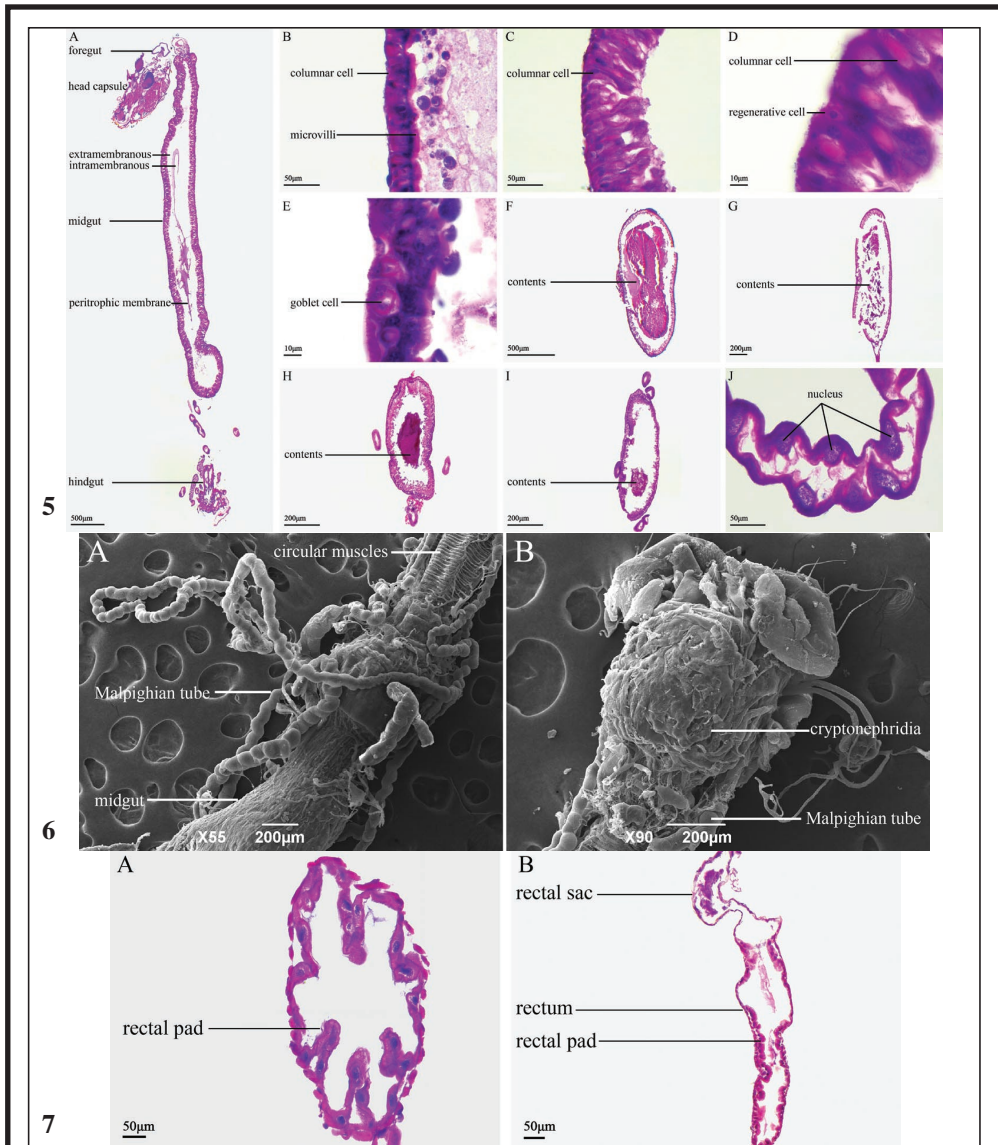 A
foregut
head capsule
extramembranous
intramembranous
midgut
peritrophic membrane
hindgut
500μm
B
columnar cell
microvilli
50μm
C
columnar cell
50μm
D
columnar cell
regenerative cell
10μm
E
goblet cell
10μm
F
contents
500μm
G
contents
200μm
H
contents
200μm
I
contents
200μm
J
nucleus
50μm
5
A
circular muscles
Malpighian tube
midgut
X55 200μm
B
cryptonephridia
Malpighian tube
X90 200μm
6
A
rectal pad
50μm
B
rectal sac
rectum
rectal pad
50μm
7